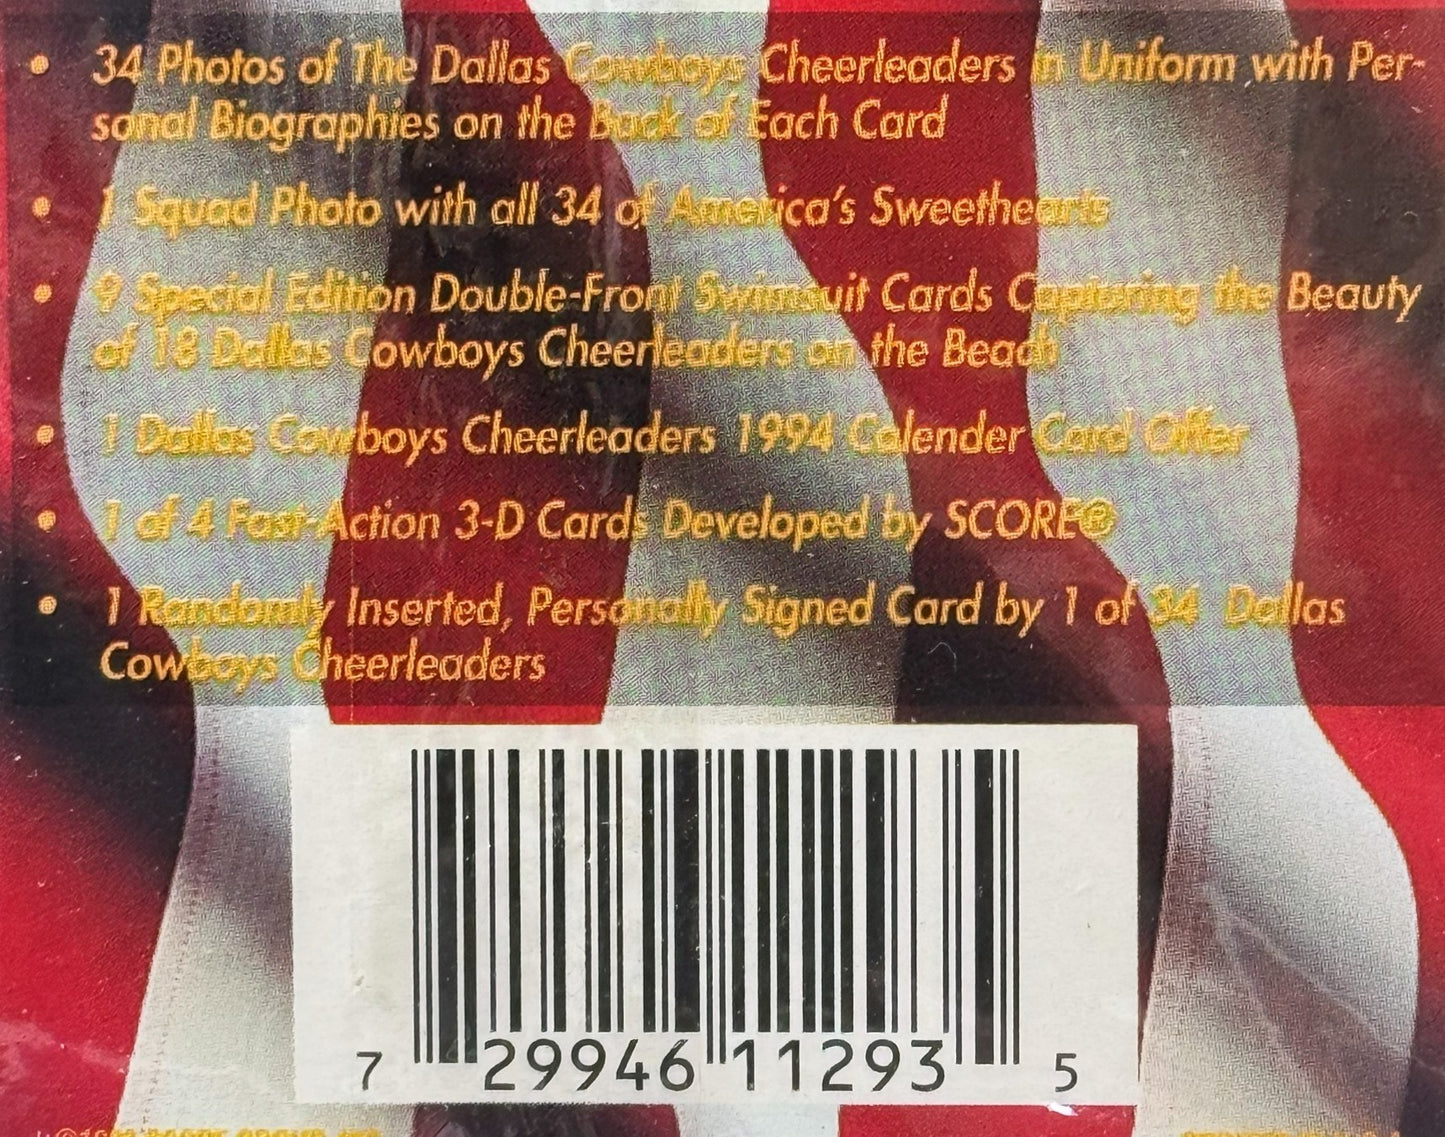 • 34 Photos of The Dallas Cowboys Cheerleaders in Uniform with Per-
sonal Biographies on the Back of Each Card
• 1 Squad Photo with all 34 of America's Sweethearts
• 9 Special Edition Double-Front Swimsuit Cards Capturing the Beauty
of 18 Dallas Cowboys Cheerleaders on the Beach
• 1 Dallas Cowboys Cheerleaders 1994 Calender Card Offer
• 1 of 4 Fast-Action 3-D Cards Developed by SCORE®
• 1 Randomly Inserted, Personally Signed Card by 1 of 34 Dallas
Cowboys Cheerleaders
7 29946 11293 5